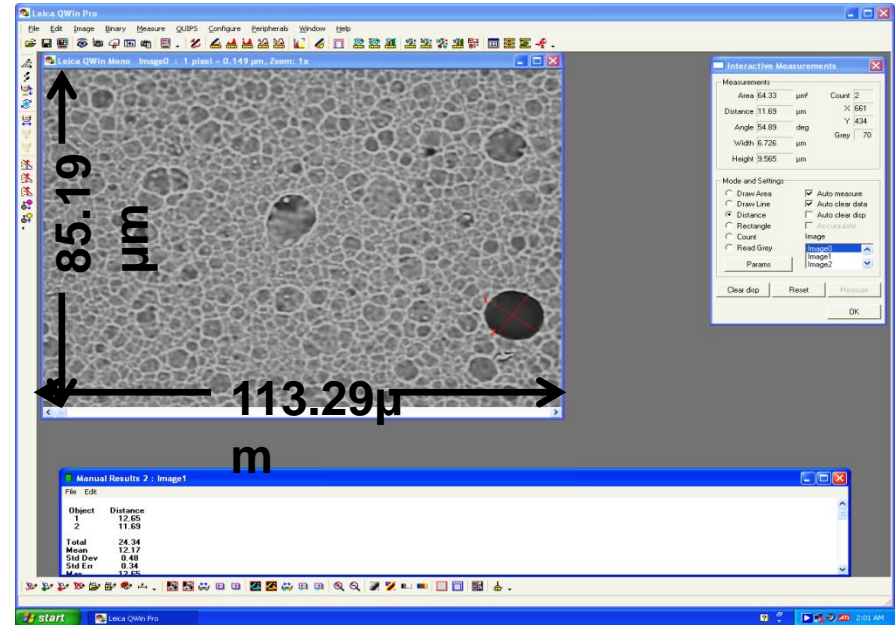 Leica QWin Pro
File Edit Image Binary Measure QUIPS Configure Peripherals Window Help
Leica QWin Mono Image0 : 1 pixel = 0.149 µm, Zoom: 1x
85.19
µm
1
2
113.29µ
m
Interactive Measurements
Measurements
Area 64.33 µm² Count 2
Distance 11.69 µm X 661
Angle 54.89 deg Y 434
Width 6.726 µm Grey 70
Height 9.565 µm
Mode and Settings
Draw Area Auto measure
Draw Line Auto clear data
Distance Auto clear disp
Rectangle Accumulate
Count Image
Read Grey Image0
Image1
Params Image2
Clear disp Reset Measure
OK
Manual Results 2 : Image1
File Edit
Object Distance
1 12.65
2 11.69
Total 24.34
Mean 12.17
Std Dev 0.48
Std Err 0.34
Max 12.65
start Leica QWin Pro 2:01 AM